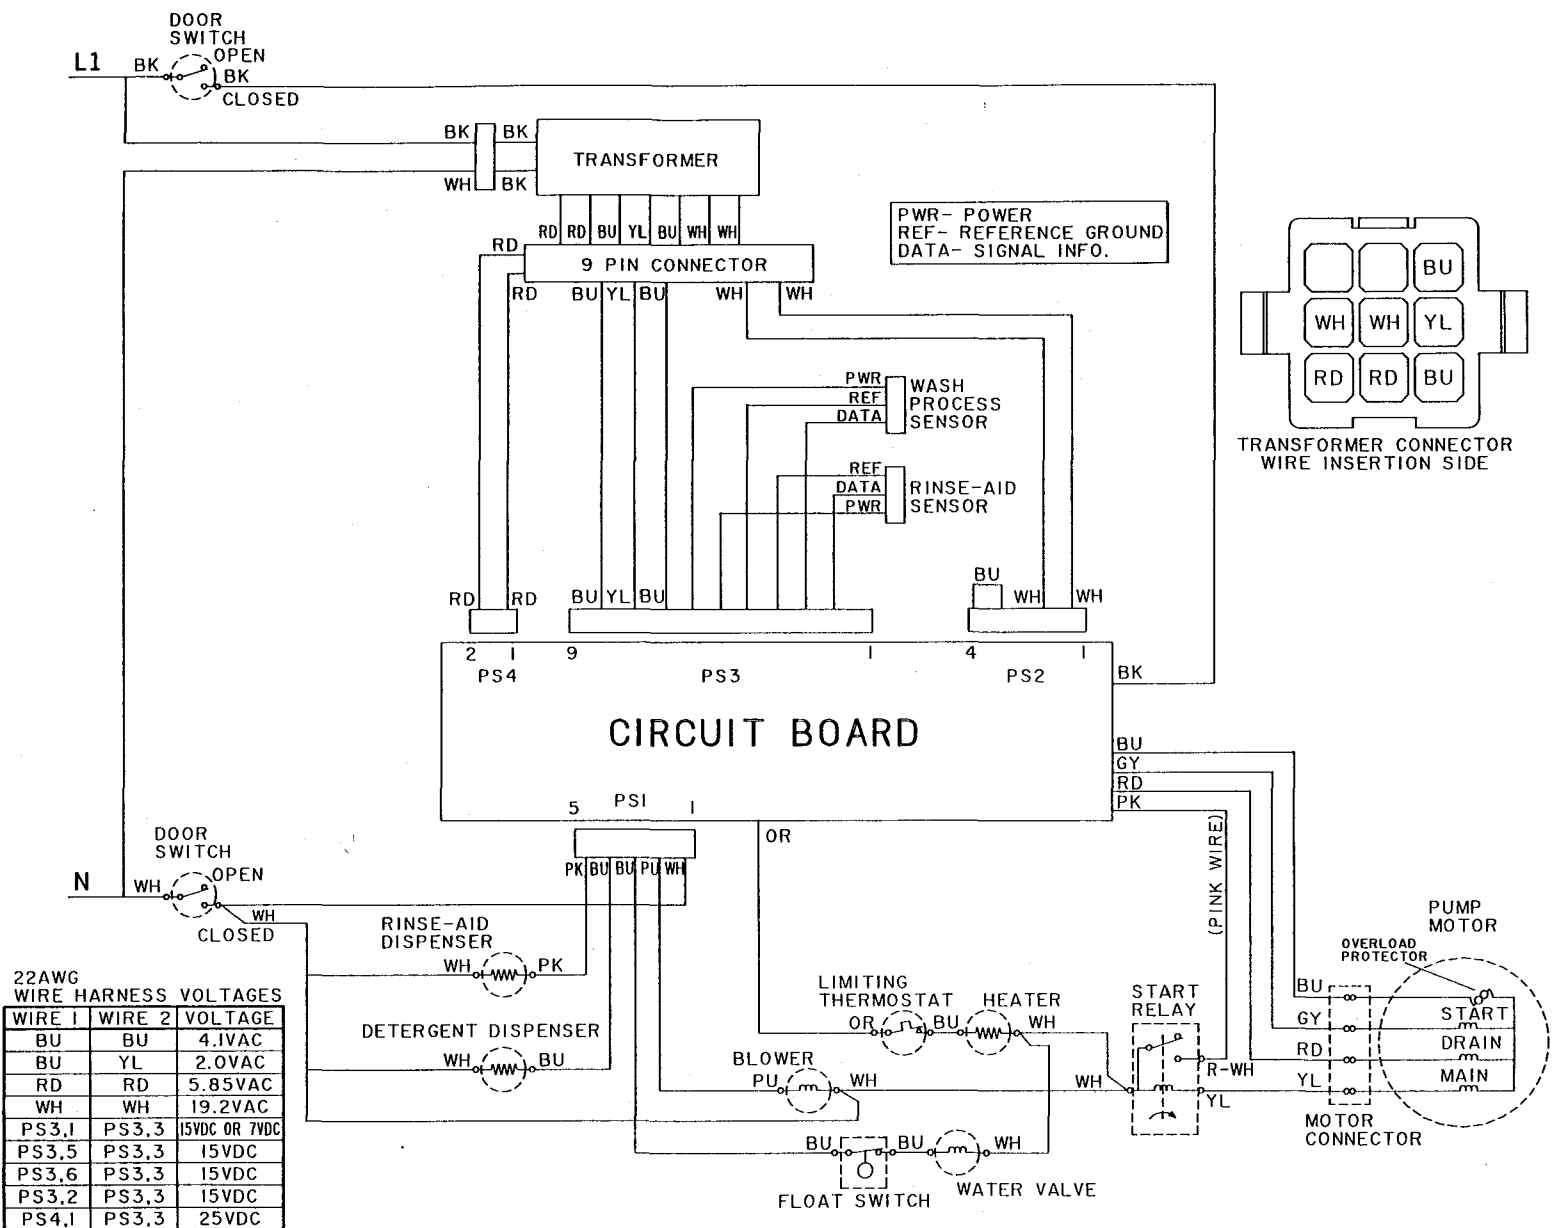 DOOR
SWITCH
OPEN
L1
BK
BK
CLOSED
BK
BK
TRANSFORMER
WH
BK
RD
RD
BU
YL
BU
WH
WH
RD
9 PIN CONNECTOR
RD
BU
YL
BU
WH
WH
PWR- POWER
REF- REFERENCE GROUND
DATA- SIGNAL INFO.
BU
WH
WH
YL
RD
RD
BU
TRANSFORMER CONNECTOR
WIRE INSERTION SIDE
PWR
REF
DATA
WASH
PROCESS
SENSOR
REF
DATA
PWR
RINSE-AID
SENSOR
RD
RD
BU
YL
BU
BU
WH
WH
2
1
PS4
9
PS3
1
4
PS2
1
BK
CIRCUIT BOARD
BU
GY
RD
PK
5
PS1
1
OR
(PINK WIRE)
PK
BU
BU
PU
WH
DOOR
SWITCH
OPEN
N
WH
WH
CLOSED
RINSE-AID
DISPENSER
WH
PK
DETERGENT DISPENSER
WH
BU
LIMITING
THERMOSTAT
OR
BU
HEATER
WH
BLOWER
PU
WH
WH
START
RELAY
R-WH
YL
BU
BU
WH
FLOAT SWITCH
WATER VALVE
PUMP
MOTOR
OVERLOAD
PROTECTOR
BU
GY
RD
YL
START
DRAIN
MAIN
MOTOR
CONNECTOR
22AWG
WIRE HARNESS VOLTAGES
WIRE 1 WIRE 2 VOLTAGE
BU BU 4.1VAC
BU YL 2.0VAC
RD RD 5.85VAC
WH WH 19.2VAC
PS3,1 PS3,3 15VDC OR 7VDC
PS3,5 PS3,3 15VDC
PS3,6 PS3,3 15VDC
PS3,2 PS3,3 15VDC
PS4,1 PS3,3 25VDC